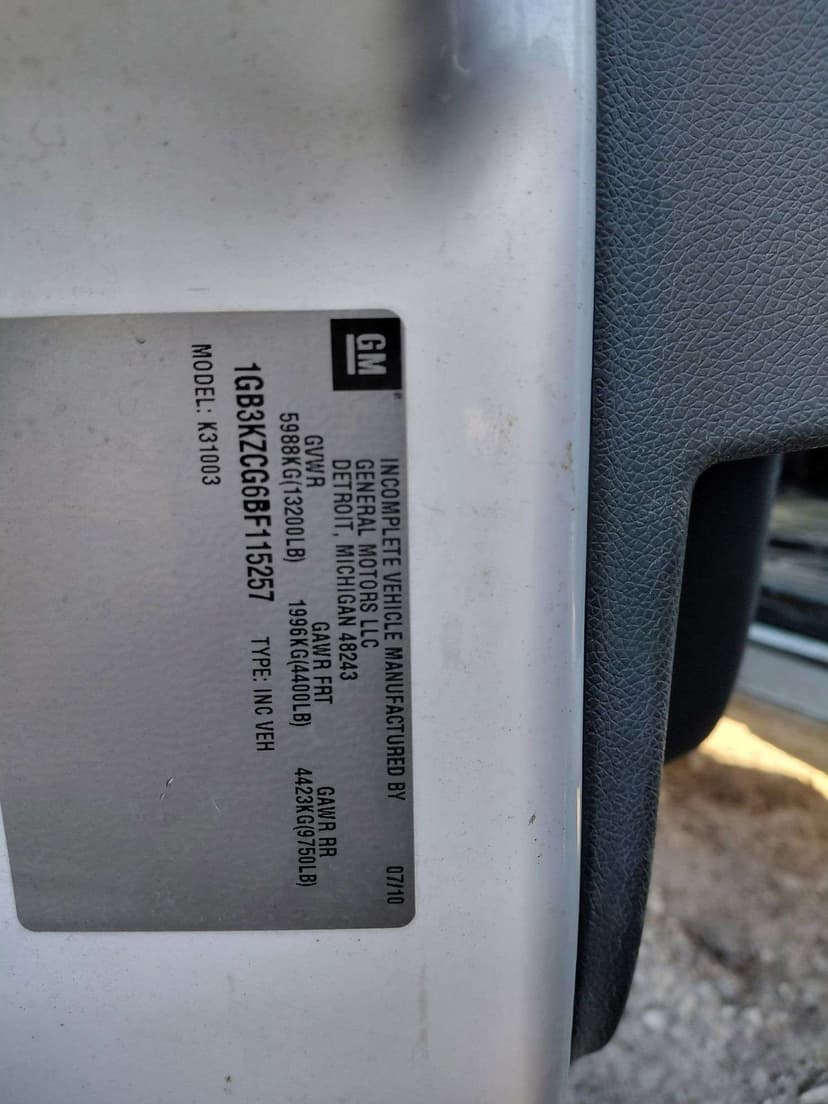 GM
INCOMPLETE VEHICLE MANUFACTURED BY 07/10
GENERAL MOTORS LLC
DETROIT, MICHIGAN 48243
GVWR GAWR FRT GAWR RR
5988KG(13200LB) 1996KG(4400LB) 4423KG(9750LB)
1GB3KZCG6BF115257 TYPE: INC VEH
MODEL: K31003